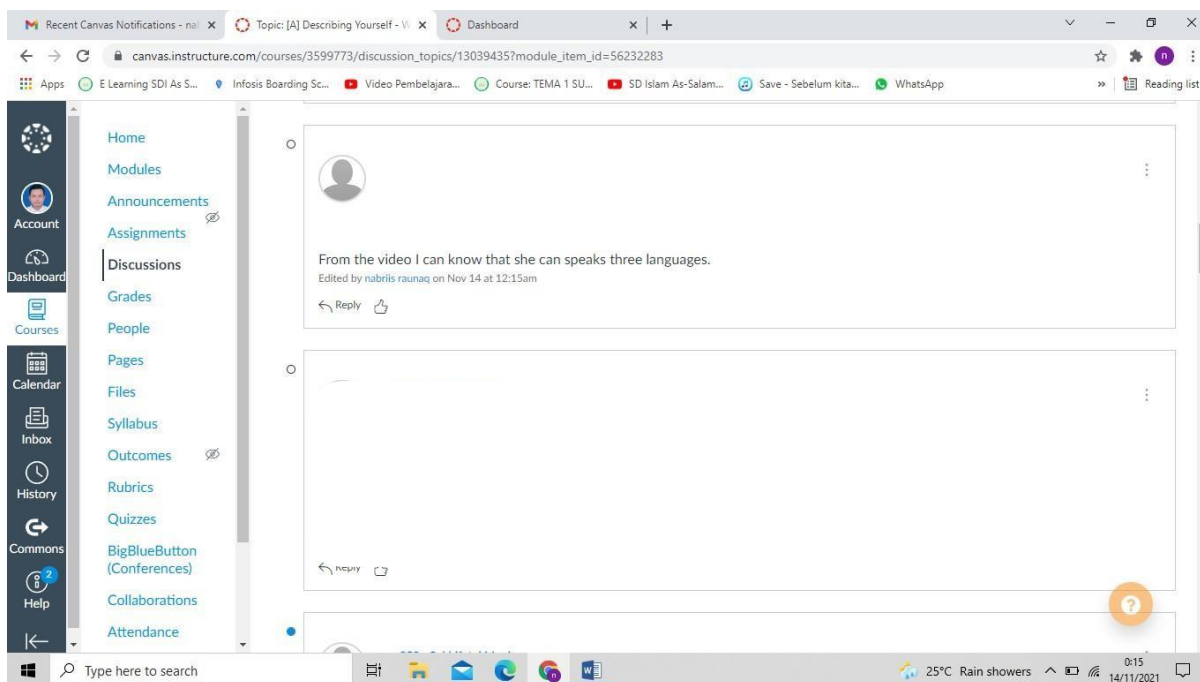 Recent Canvas Notifications - na
Topic: [A] Describing Yourself - W
Dashboard
canvas.instructure.com/courses/3599773/discussion_topics/13039435?module_item_id=56232283
n
Apps
E Learning SDI As S...
Infosis Boarding Sc...
Video Pembelajara...
Course: TEMA 1 SU...
SD Islam As-Salam...
Save - Sebelum kita...
WhatsApp
»
Reading list
Account
Dashboard
Courses
Calendar
Inbox
History
Commons
2
Help
Home
Modules
Announcements
Assignments
Discussions
Grades
People
Pages
Files
Syllabus
Outcomes
Rubrics
Quizzes
BigBlueButton
(Conferences)
Collaborations
Attendance
From the video I can know that she can speaks three languages.
Edited by nabriis raunaq on Nov 14 at 12:15am
Reply
Reply
?
Type here to search
25°C Rain showers
0:15
14/11/2021